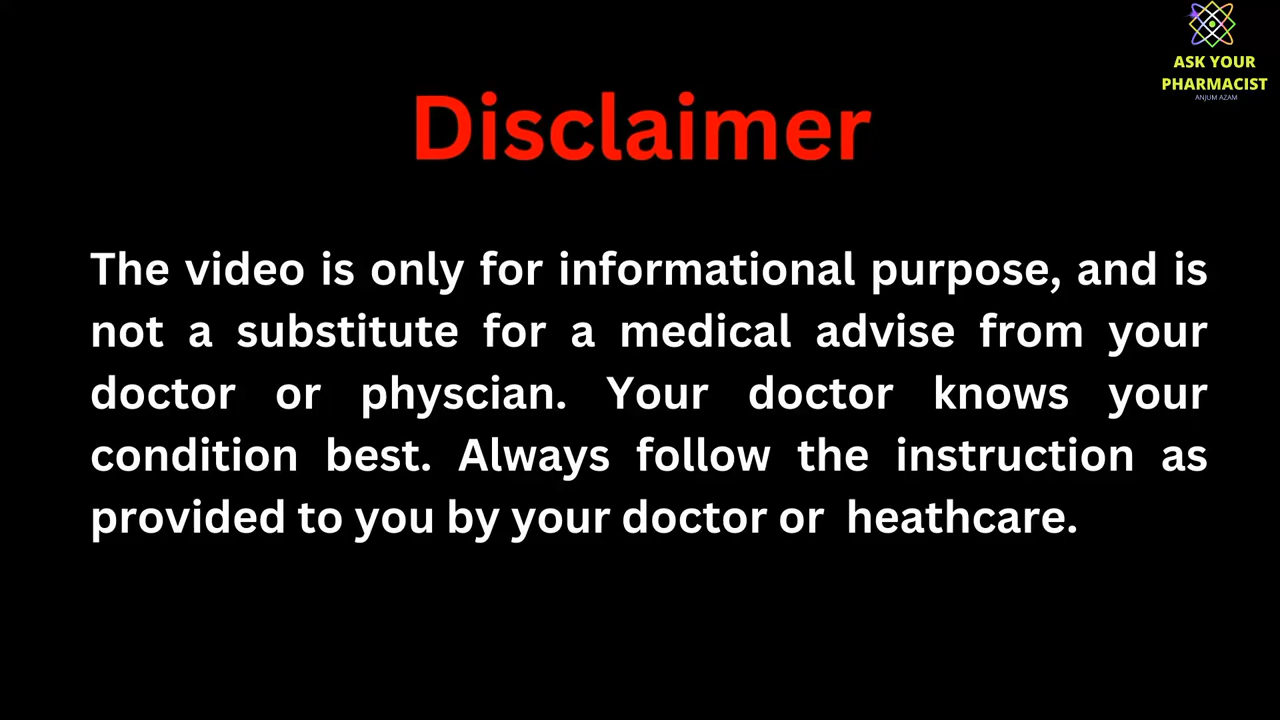 ASK YOUR
PHARMACIST
ANJUM AZAM
Disclaimer
The video is only for informational purpose, and is
not a substitute for a medical advise from your
doctor or physcian. Your doctor knows your
condition best. Always follow the instruction as
provided to you by your doctor or heathcare.